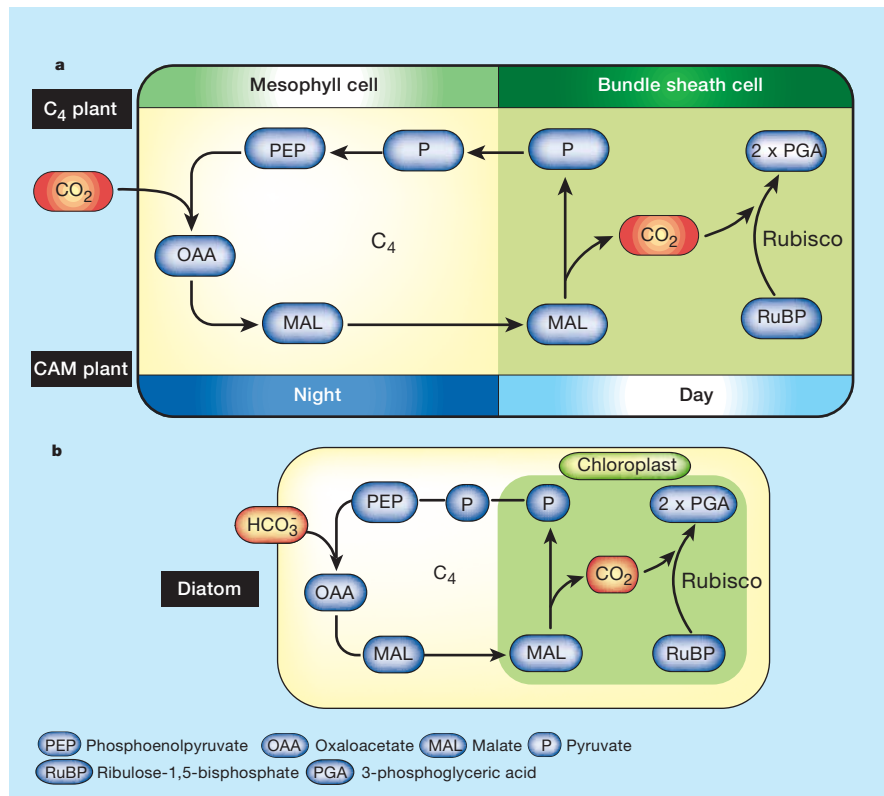 a
Mesophyll cell Bundle sheath cell
C₄ plant
PEP P P 2 x PGA
CO₂
OAA C₄ CO₂ Rubisco
MAL MAL RuBP
CAM plant
Night Day
b
Chloroplast
PEP P P 2 x PGA
HCO₃⁻
Diatom OAA C₄ CO₂ Rubisco
MAL MAL RuBP
PEP Phosphoenolpyruvate OAA Oxaloacetate MAL Malate P Pyruvate
RuBP Ribulose-1,5-bisphosphate PGA 3-phosphoglyceric acid